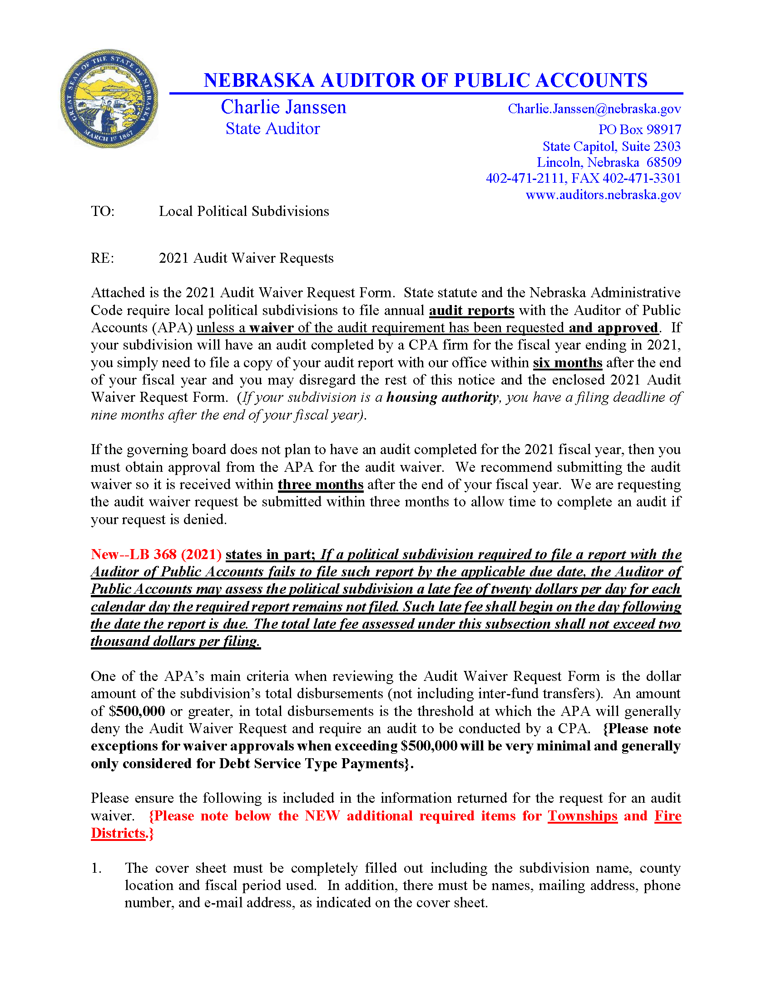 GREAT SEAL OF THE STATE OF NEBRASKA
BEFORE
MARCH 1ST 1867
NEBRASKA AUDITOR OF PUBLIC ACCOUNTS
Charlie Janssen
State Auditor
Charlie.Janssen@nebraska.gov
PO Box 98917
State Capitol, Suite 2303
Lincoln, Nebraska 68509
402-471-2111, FAX 402-471-3301
www.auditors.nebraska.gov
TO: Local Political Subdivisions
RE: 2021 Audit Waiver Requests
Attached is the 2021 Audit Waiver Request Form. State statute and the Nebraska Administrative
Code require local political subdivisions to file annual audit reports with the Auditor of Public
Accounts (APA) unless a waiver of the audit requirement has been requested and approved. If
your subdivision will have an audit completed by a CPA firm for the fiscal year ending in 2021,
you simply need to file a copy of your audit report with our office within six months after the end
of your fiscal year and you may disregard the rest of this notice and the enclosed 2021 Audit
Waiver Request Form. (If your subdivision is a housing authority, you have a filing deadline of
nine months after the end of your fiscal year).
If the governing board does not plan to have an audit completed for the 2021 fiscal year, then you
must obtain approval from the APA for the audit waiver. We recommend submitting the audit
waiver so it is received within three months after the end of your fiscal year. We are requesting
the audit waiver request be submitted within three months to allow time to complete an audit if
your request is denied.
New--LB 368 (2021) states in part; If a political subdivision required to file a report with the
Auditor of Public Accounts fails to file such report by the applicable due date, the Auditor of
Public Accounts may assess the political subdivision a late fee of twenty dollars per day for each
calendar day the required report remains not filed. Such late fee shall begin on the day following
the date the report is due. The total late fee assessed under this subsection shall not exceed two
thousand dollars per filing.
One of the APA’s main criteria when reviewing the Audit Waiver Request Form is the dollar
amount of the subdivision’s total disbursements (not including inter-fund transfers). An amount
of $500,000 or greater, in total disbursements is the threshold at which the APA will generally
deny the Audit Waiver Request and require an audit to be conducted by a CPA. {Please note
exceptions for waiver approvals when exceeding $500,000 will be very minimal and generally
only considered for Debt Service Type Payments}.
Please ensure the following is included in the information returned for the request for an audit
waiver. {Please note below the NEW additional required items for Townships and Fire
Districts.}
1. The cover sheet must be completely filled out including the subdivision name, county
location and fiscal period used. In addition, there must be names, mailing address, phone
number, and e-mail address, as indicated on the cover sheet.